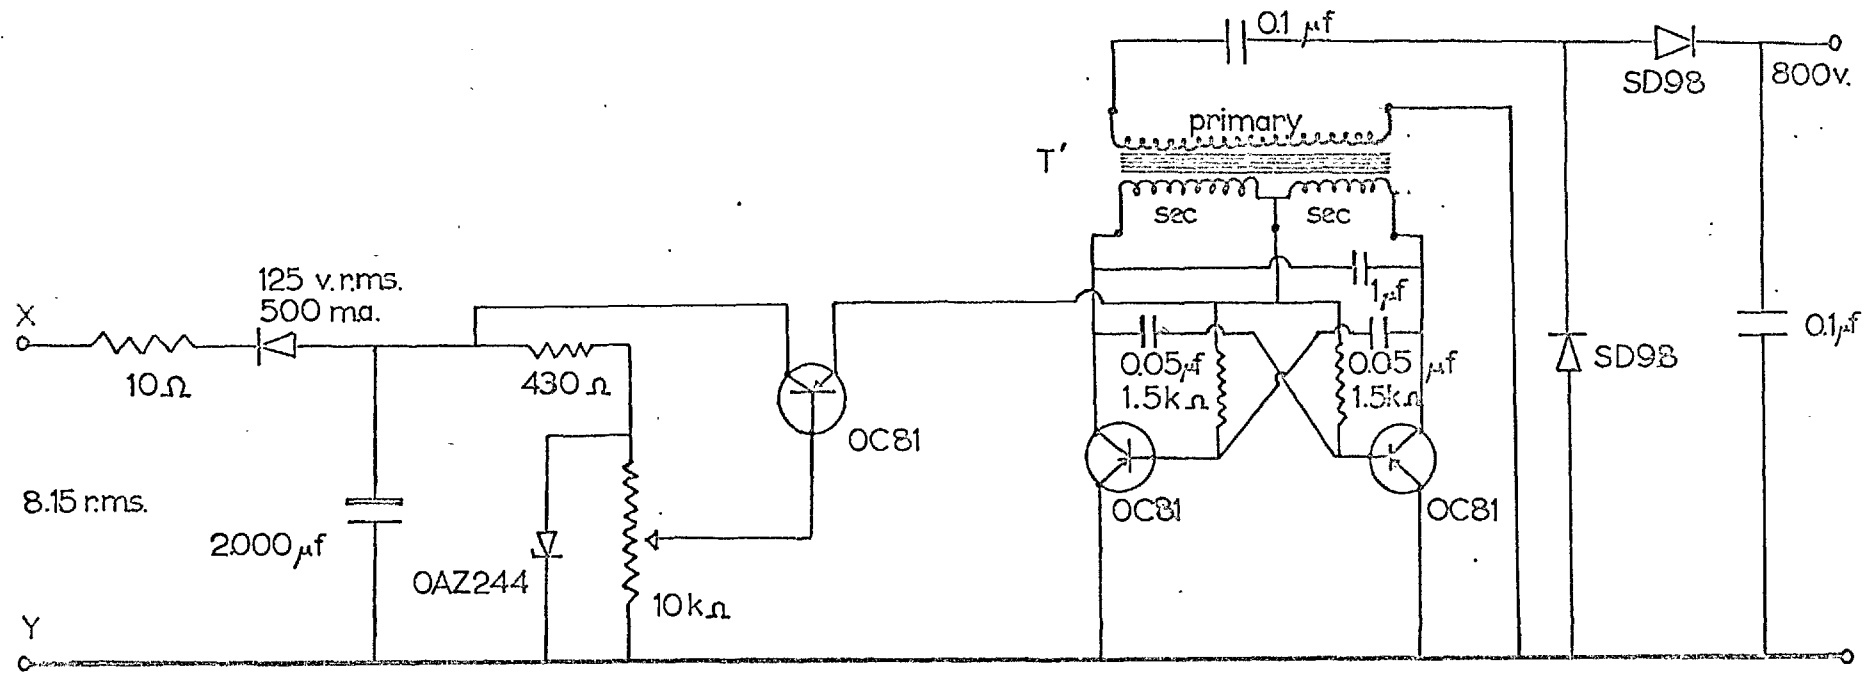 0.1 μf
SD98
800v.
primary
T'
sec
sec
125 v.r.m.s.
500 m.a.
X
10Ω
430 Ω
OC81
1μf
0.05μf
1.5kΩ
0.05 μf
1.5kΩ
SD98
0.1μf
8.15 r.m.s.
2.000μf
OAZ244
10kΩ
OC81
OC81
Y